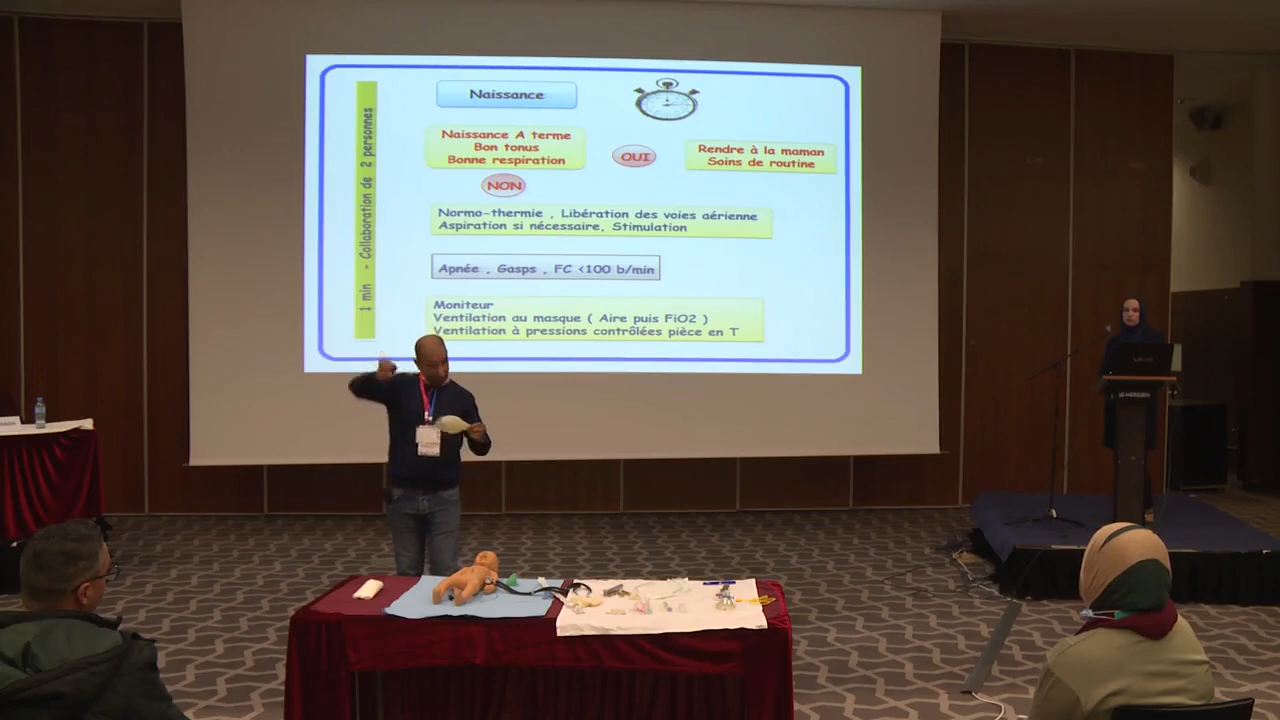 Naissance
1 min - Collaboration de 2 personnes
Naissance A terme
Bon tonus
Bonne respiration
OUI
Rendre à la maman
Soins de routine
NON
Normo-thermie , Libération des voies aérienne
Aspiration si nécessaire, Stimulation
Apnée , Gasps , FC <100 b/min
Moniteur
Ventilation au masque ( Aire puis FiO2 )
Ventilation à pressions contrôlées pièce en T
LE MERIDIEN